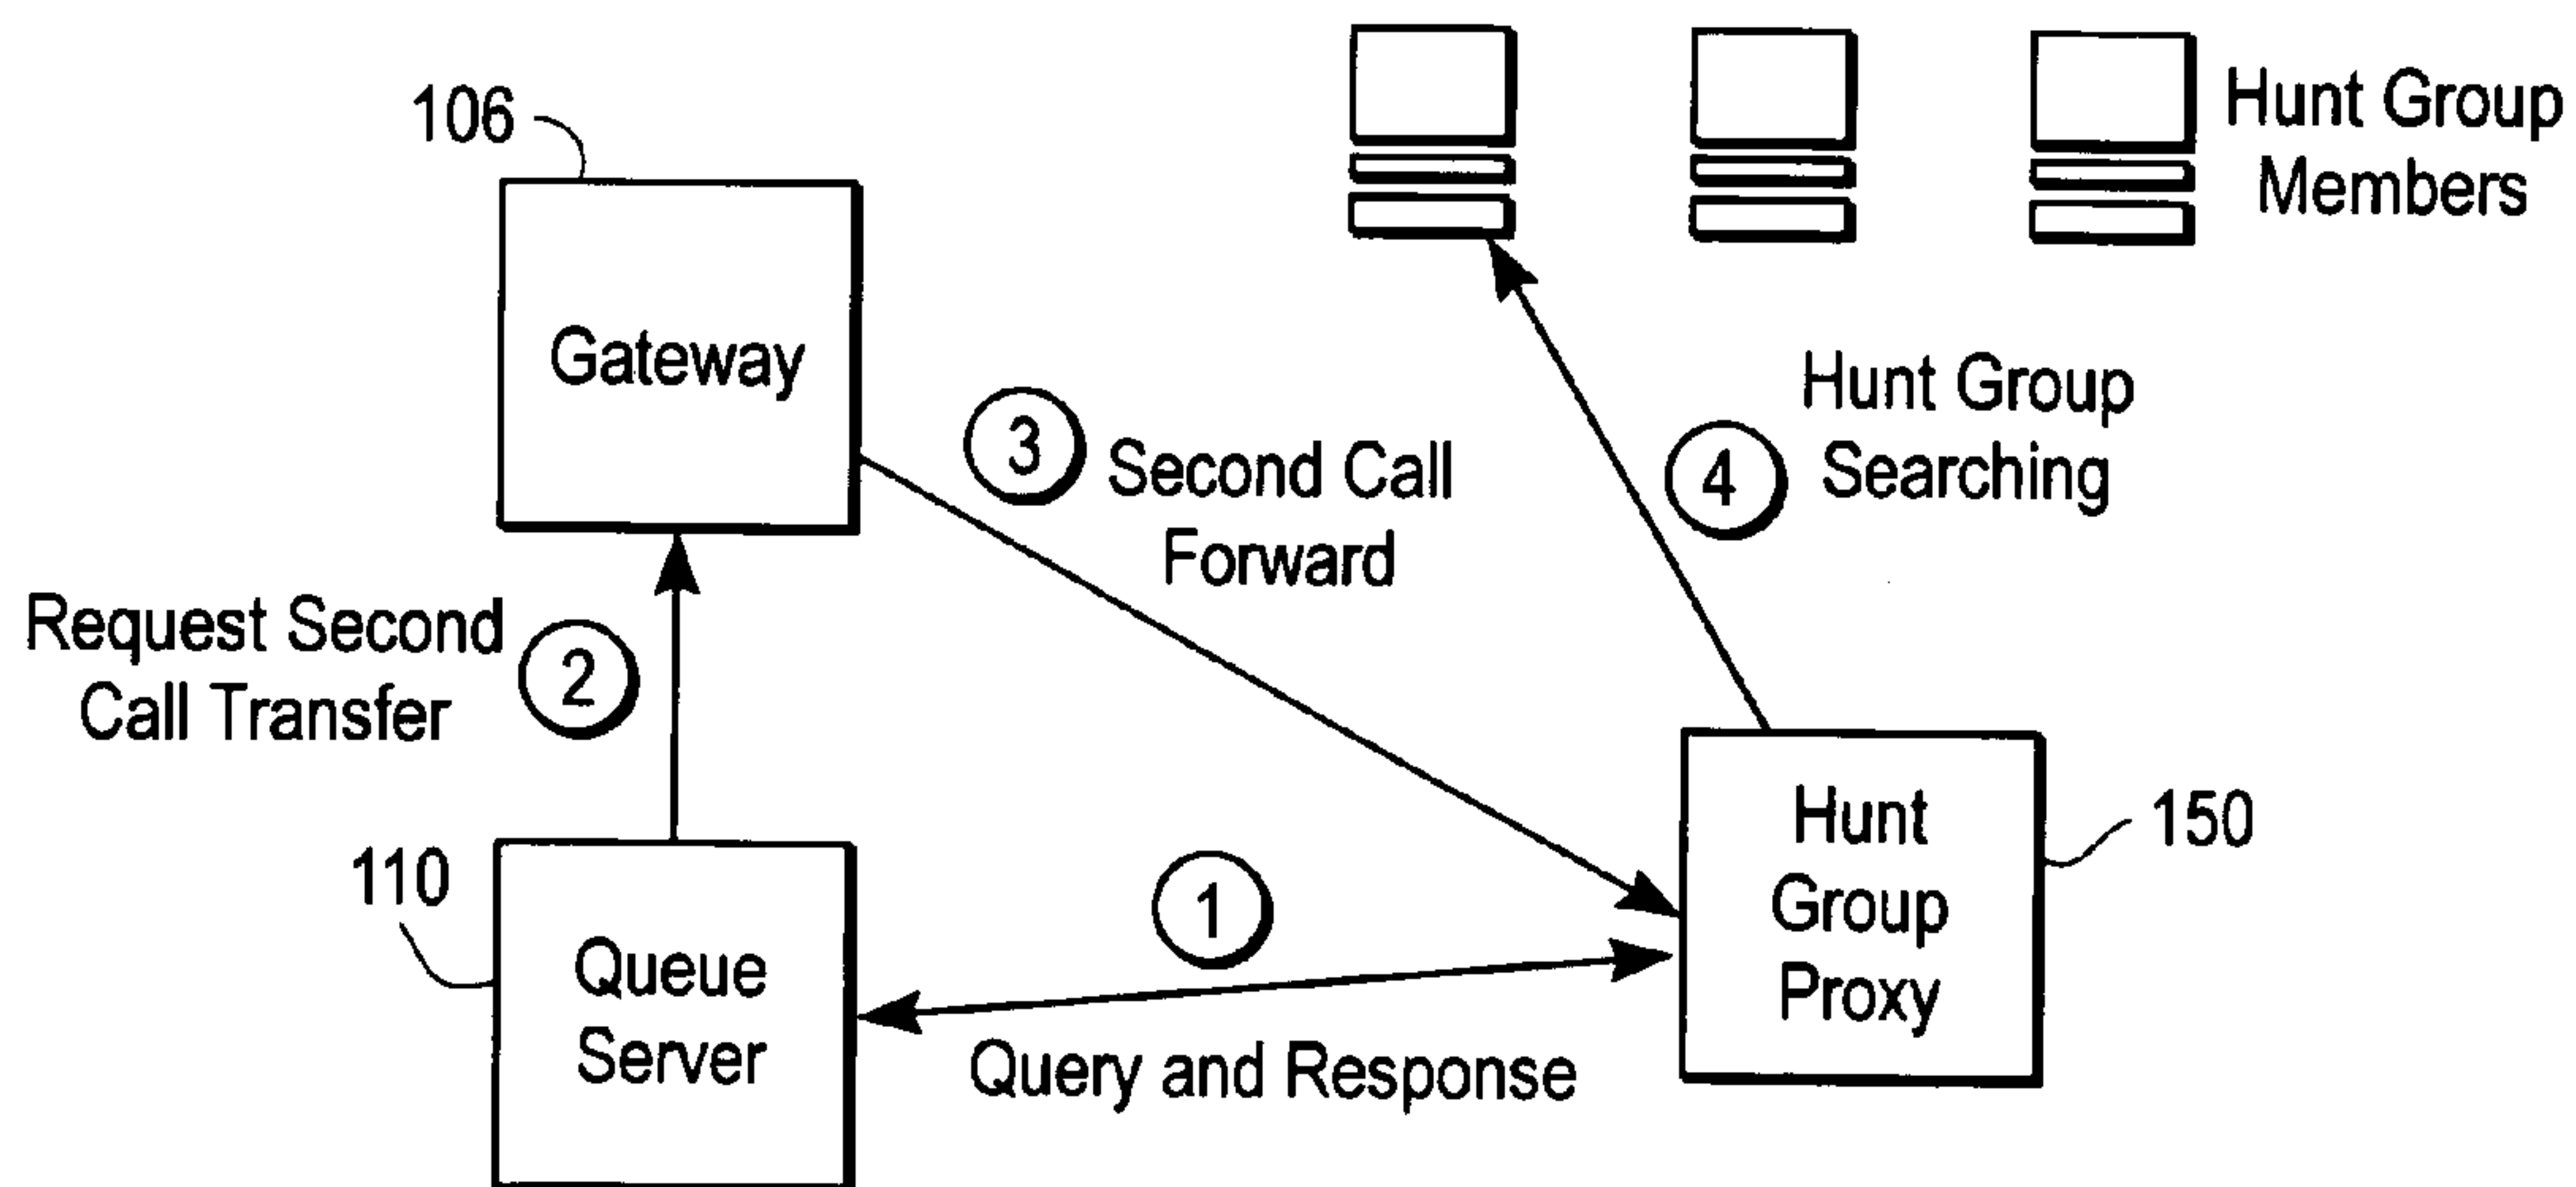 106
Gateway
Hunt Group
Members
3
Second Call
Forward
4
Hunt Group
Searching
Request Second
Call Transfer
2
110
Queue
Server
1
Query and Response
Hunt
Group
Proxy
150